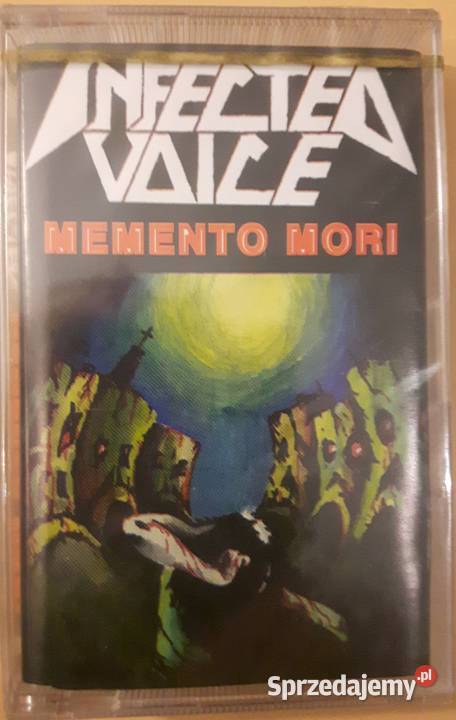 INFECTED
VOICE
MEMENTO MORI
Sprzedajemy.pl